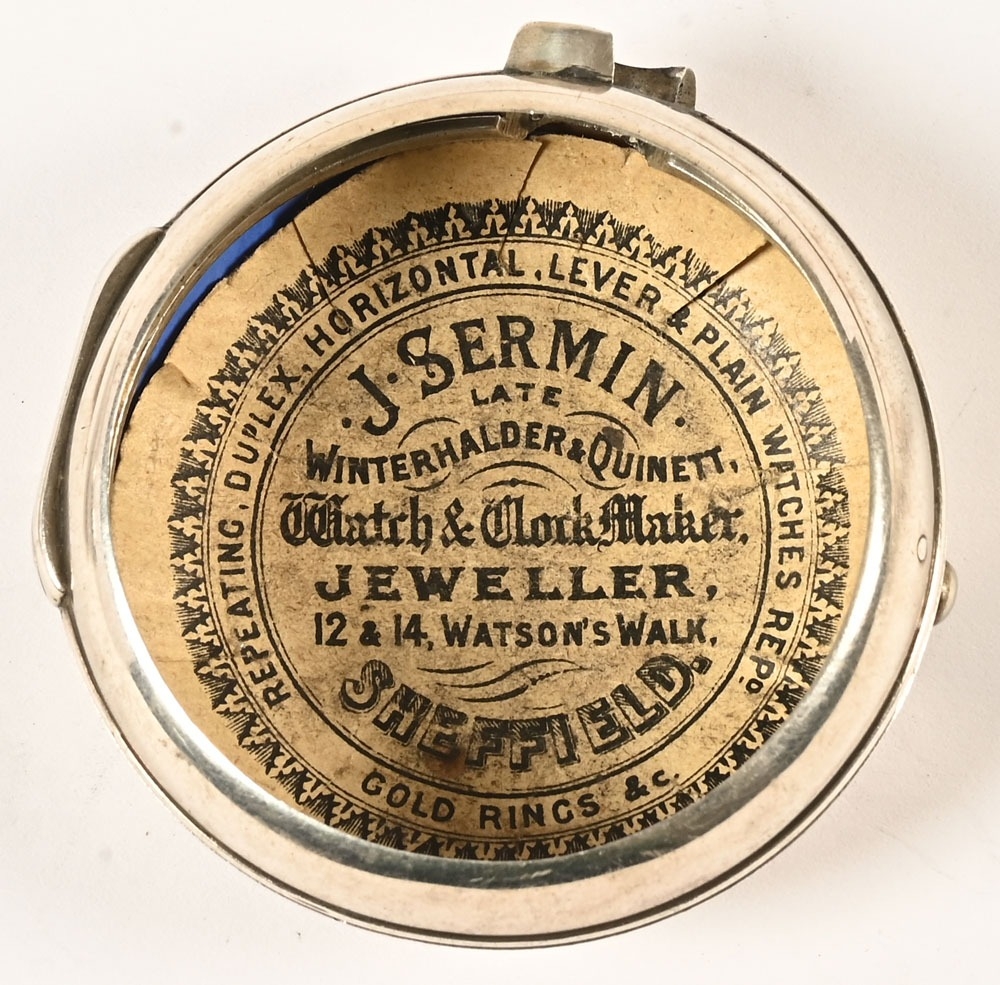 REPEATING, DUPLEX, HORIZONTAL, LEVER & PLAIN WATCHES REPD
·J. SERMIN·
LATE
WINTERHALDER & QUINETT,
Watch & Clock Maker,
JEWELLER,
12 & 14, WATSON'S WALK,
SHEFFIELD.
GOLD RINGS &c.